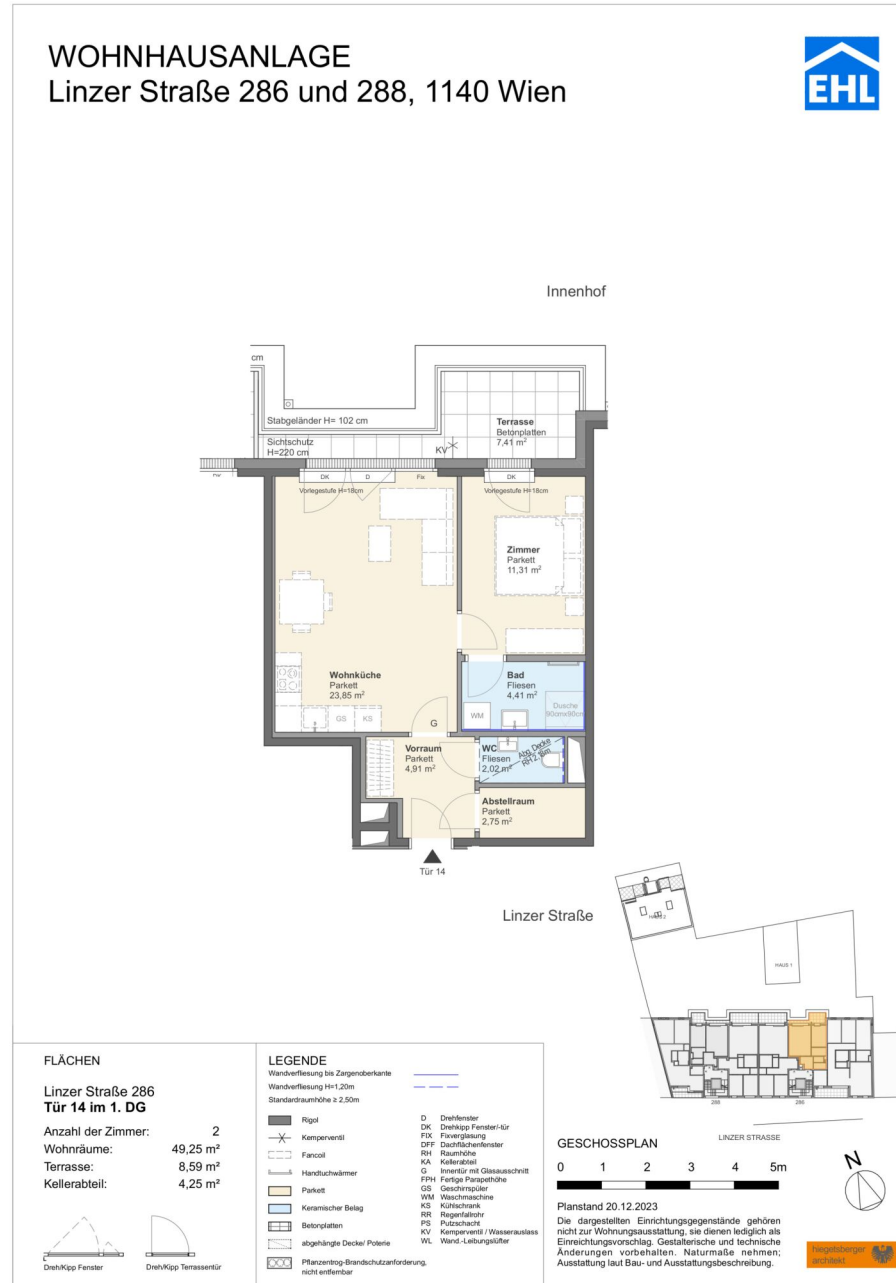 WOHNHAUSANLAGE
Linzer Straße 286 und 288, 1140 Wien
EHL
Innenhof
cm
Stabgeländer H= 102 cm
Sichtschutz
H=220 cm
KV
Terrasse
Betonplatten
7,41 m²
DK
D
Fix
DK
Vorlegestufe H=18cm
Vorlegestufe H=18cm
Zimmer
Parkett
11,31 m²
Wohnküche
Parkett
23,85 m²
Bad
Fliesen
4,41 m²
Dusche
90cmx90cm
WM
GS
KS
G
Vorraum
Parkett
4,91 m²
WC
Fliesen
2,02 m²
Abg. Decke
Abstellraum
Parkett
2,75 m²
Tür 14
Linzer Straße
HAUS 2
HAUS 1
288
286
LINZER STRASSE
FLÄCHEN
Linzer Straße 286
Tür 14 im 1. DG
Anzahl der Zimmer: 2
Wohnräume: 49,25 m²
Terrasse: 8,59 m²
Kellerabteil: 4,25 m²
Dreh/Kipp Fenster
Dreh/Kipp Terrassentür
LEGENDE
Wandverfliesung bis Zargenoberkante
Wandverfliesung H=1,20m
Standardraumhöhe ≥ 2,50m
Rigol
Kemperventil
Fancoil
Handtuchwärmer
Parkett
Keramischer Belag
Betonplatten
abgehängte Decke/ Poterie
Pflanzentrog-Brandschutzanforderung,
nicht entfernbar
D Drehfenster
DK Drehkipp Fenster/-tür
FIX Fixverglasung
DFF Dachflächenfenster
RH Raumhöhe
KA Kellerabteil
G Innentür mit Glasausschnitt
FPH Fertige Parapethöhe
GS Geschirrspüler
WM Waschmaschine
KS Kühlschrank
RR Regenfallrohr
PS Putzschacht
KV Kemperventil / Wasserauslass
WL Wand.-Leibungslüfter
GESCHOSSPLAN
0 1 2 3 4 5m
N
Planstand 20.12.2023
Die dargestellten Einrichtungsgegenstände gehören
nicht zur Wohnungsausstattung, sie dienen lediglich als
Einrichtungsvorschlag. Gestalterische und technische
Änderungen vorbehalten. Naturmaße nehmen;
Ausstattung laut Bau- und Ausstattungsbeschreibung.
hiegetsberger
architekt